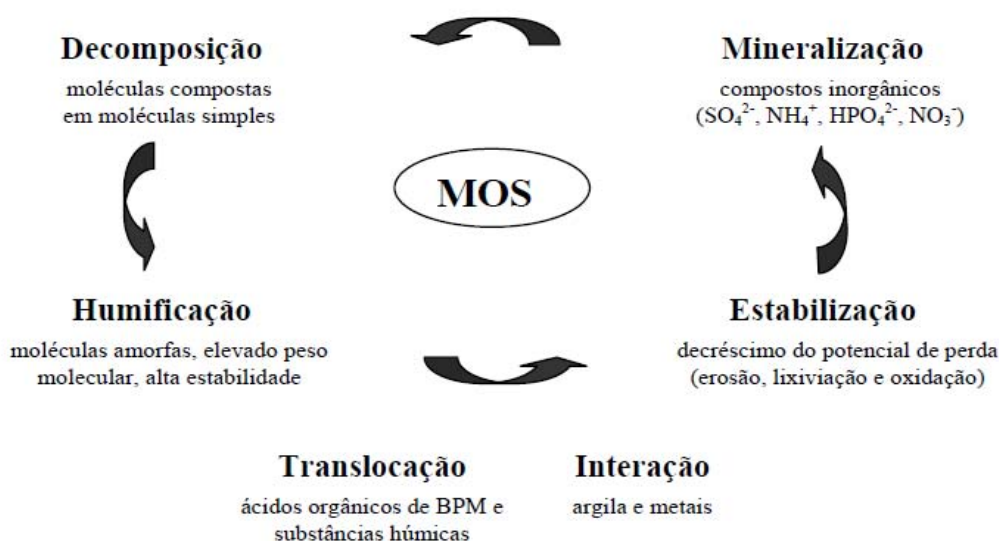 Decomposição
moléculas compostas
em moléculas simples
Mineralização
compostos inorgânicos
(SO₄²⁻, NH₄⁺, HPO₄²⁻, NO₃⁻)
MOS
Humificação
moléculas amorfas, elevado peso
molecular, alta estabilidade
Estabilização
decréscimo do potencial de perda
(erosão, lixiviação e oxidação)
Translocação
ácidos orgânicos de BPM e
substâncias húmicas
Interação
argila e metais